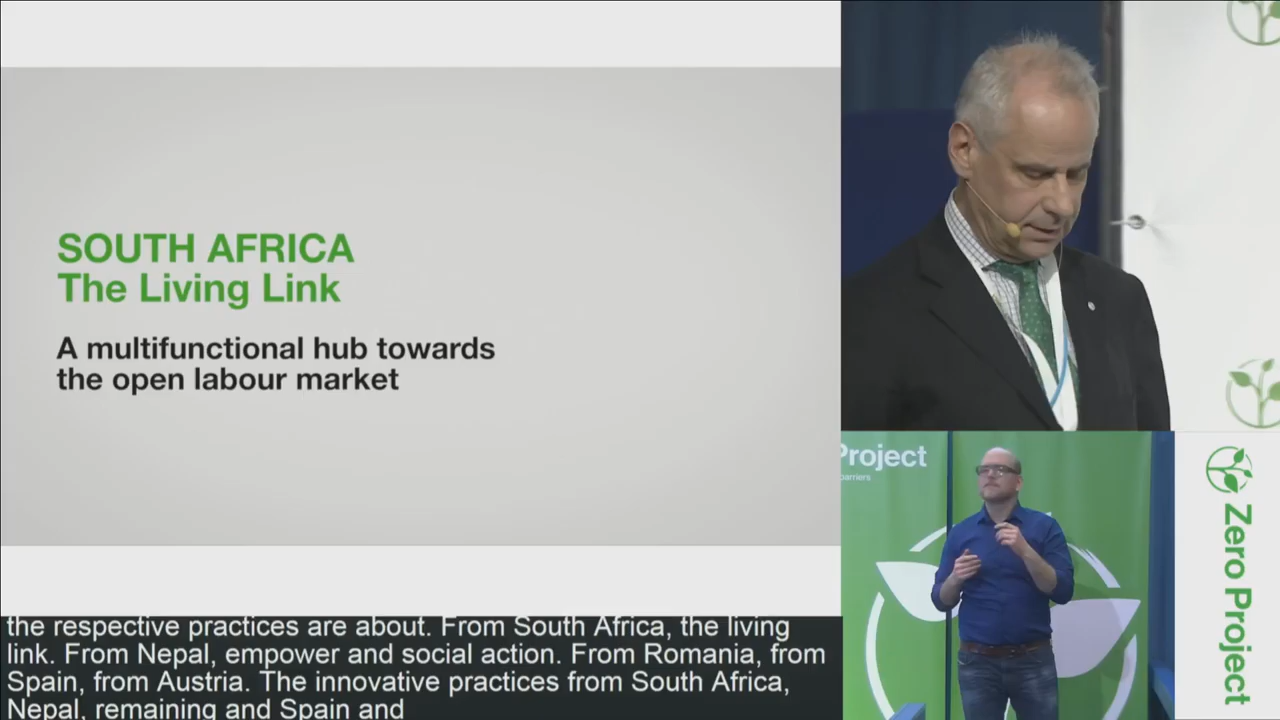 SOUTH AFRICA
The Living Link
A multifunctional hub towards
the open labour market
the respective practices are about. From South Africa, the living
link. From Nepal, empower and social action. From Romania, from
Spain, from Austria. The innovative practices from South Africa,
Nepal, remaining and Spain and
Project
barriers
Zero Project